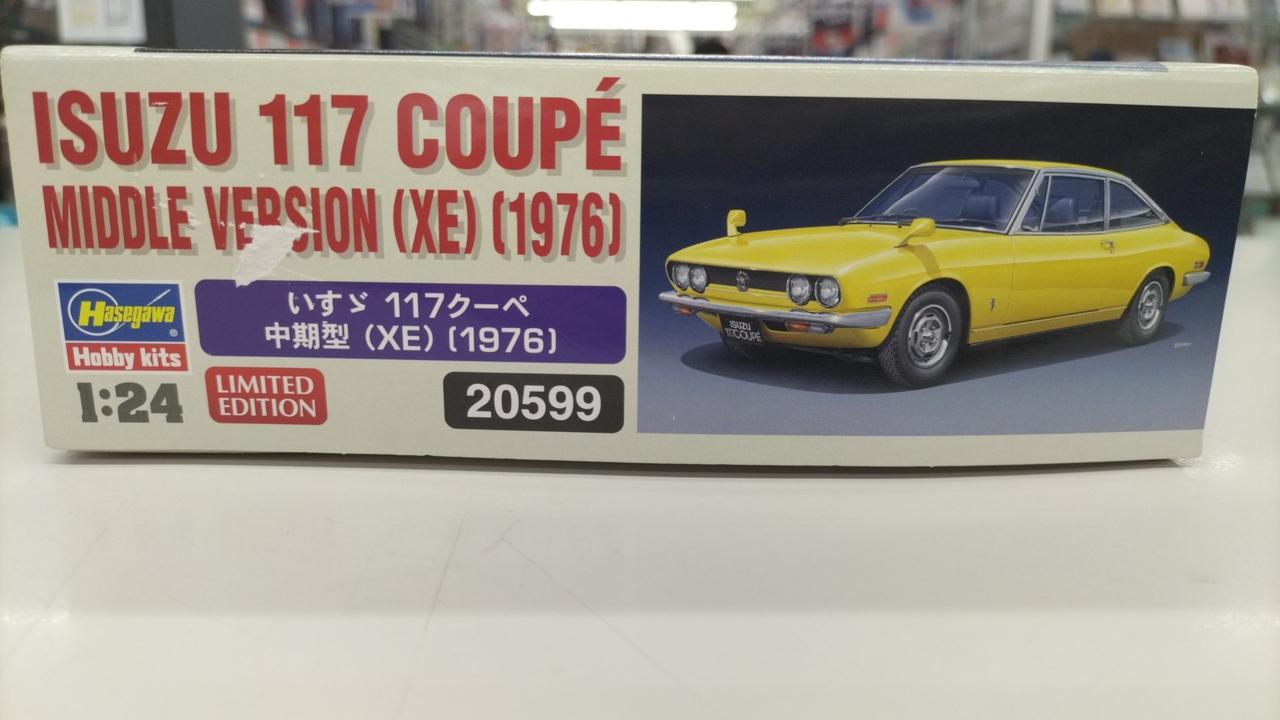 ISUZU 117 COUPÉ
MIDDLE VERSION (XE) (1976)
Hasegawa®
Hobby kits
いすゞ 117クーペ
中期型 (XE) (1976)
1:24
LIMITED
EDITION
20599
ISUZU
117COUPE